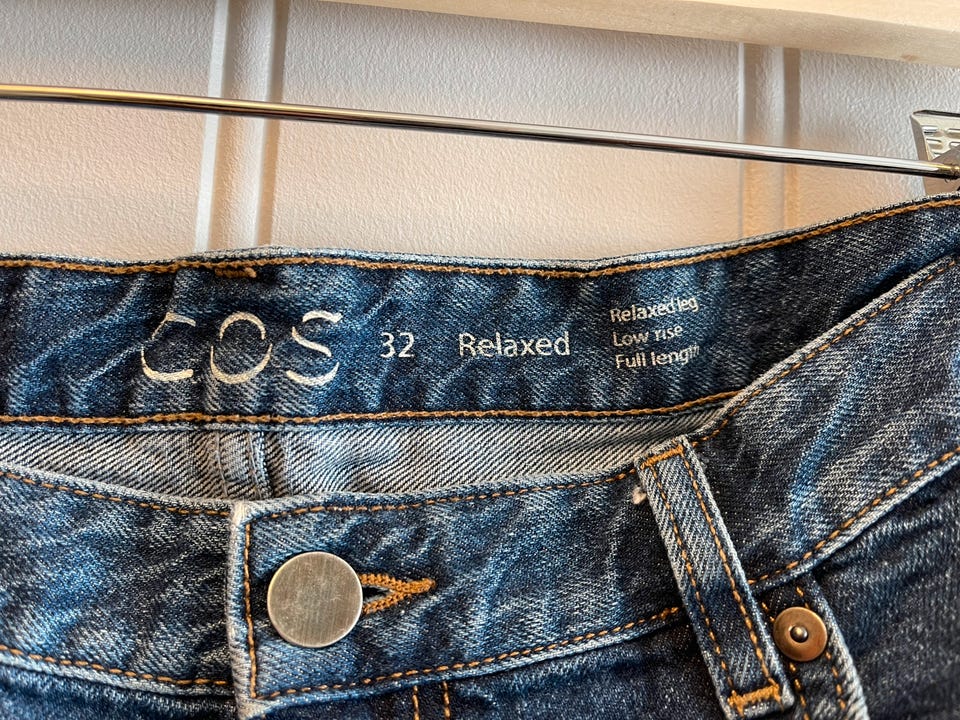 COS 32 Relaxed
Relaxed leg
Low rise
Full length